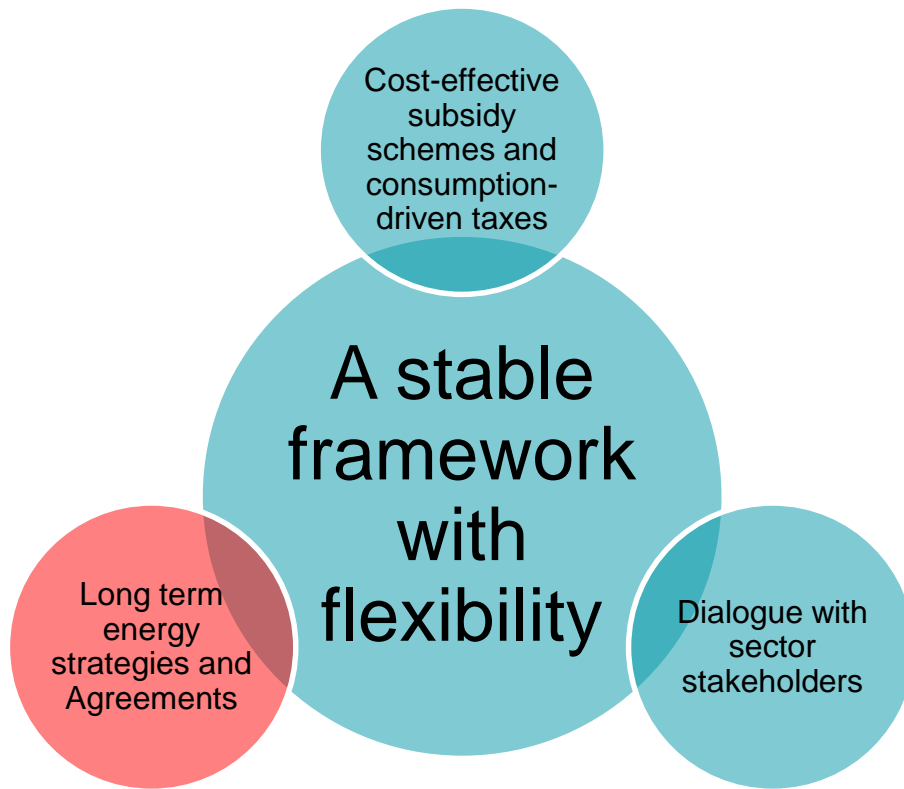 Cost-effective
subsidy
schemes and
consumption-
driven taxes
A stable
framework
with
flexibility
Long term
energy
strategies and
Agreements
Dialogue with
sector
stakeholders